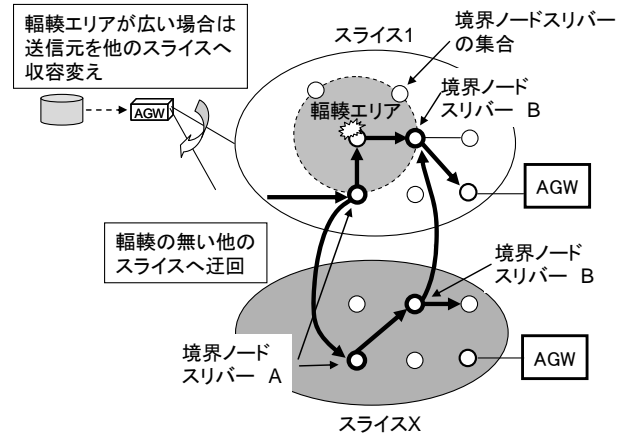 輻輳エリアが広い場合は
送信元を他のスライスへ
収容変え
AGW
スライス1
境界ノードスリバー
の集合
境界ノード
スリバー B
輻輳エリア
AGW
輻輳の無い他の
スライスへ迂回
境界ノード
スリバー B
境界ノード
スリバー A
AGW
スライスX